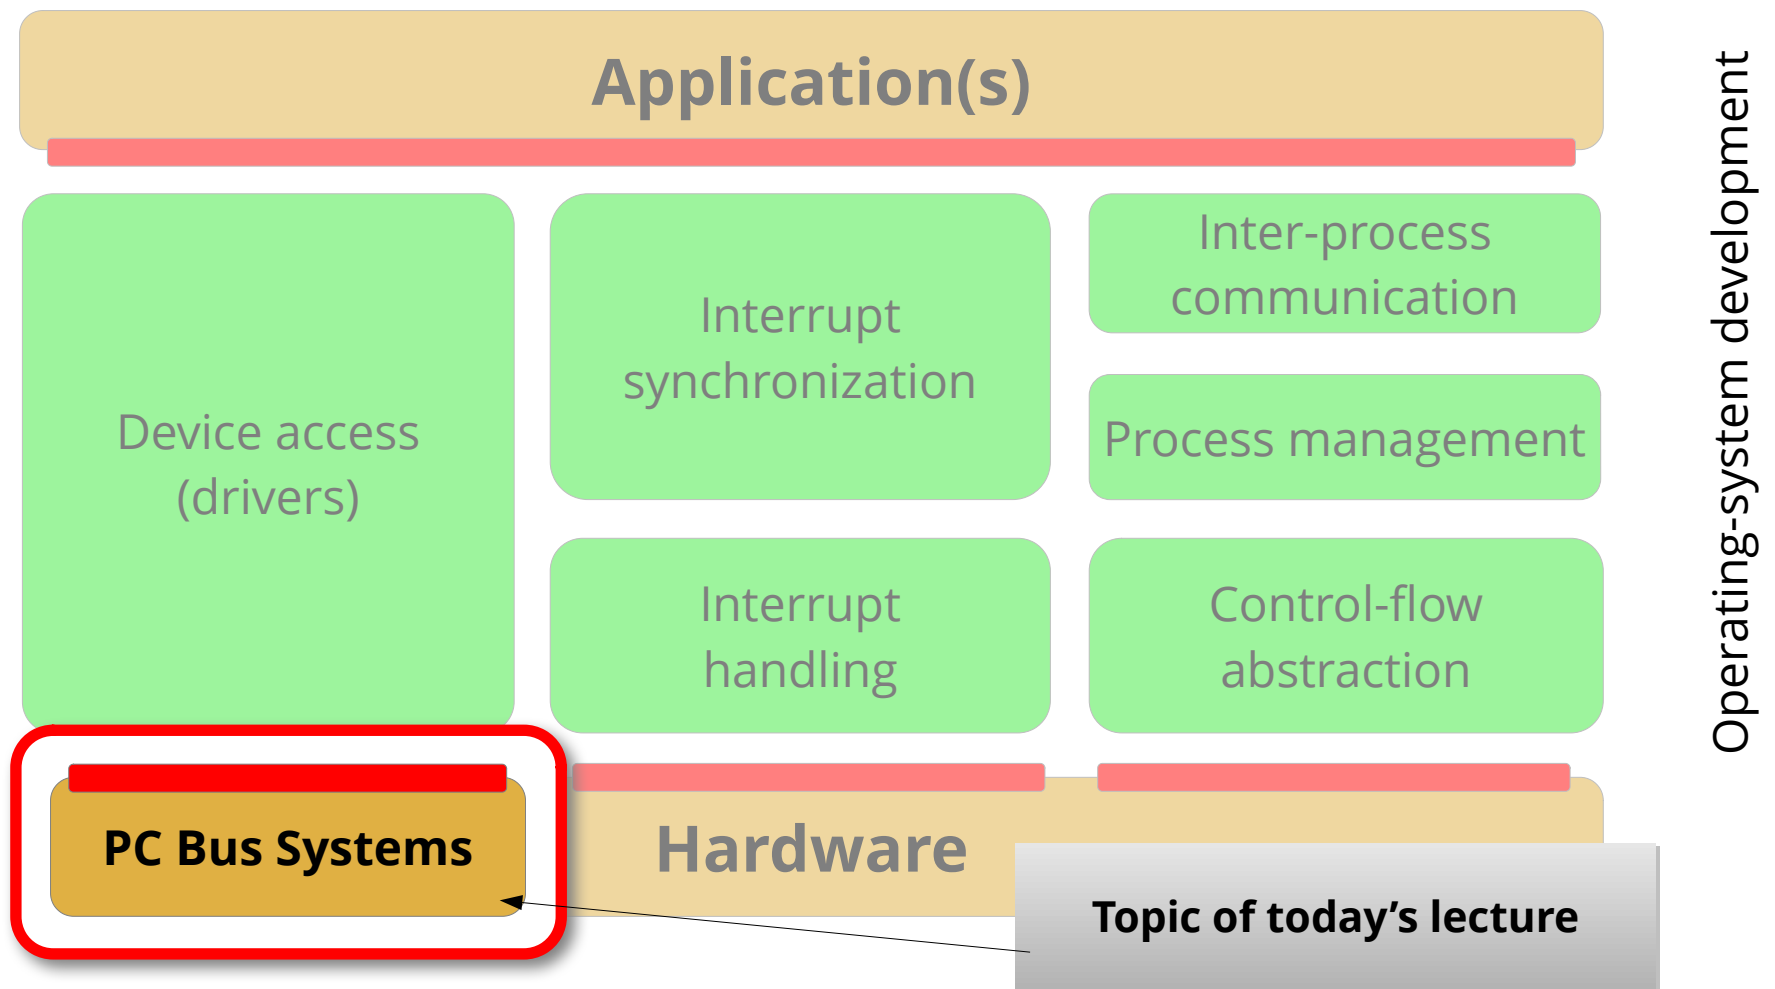 Application(s)
Device access
(drivers)
Interrupt
synchronization
Inter-process
communication
Process management
Interrupt
handling
Control-flow
abstraction
PC Bus Systems
Hardware
Topic of today’s lecture
Operating-system development